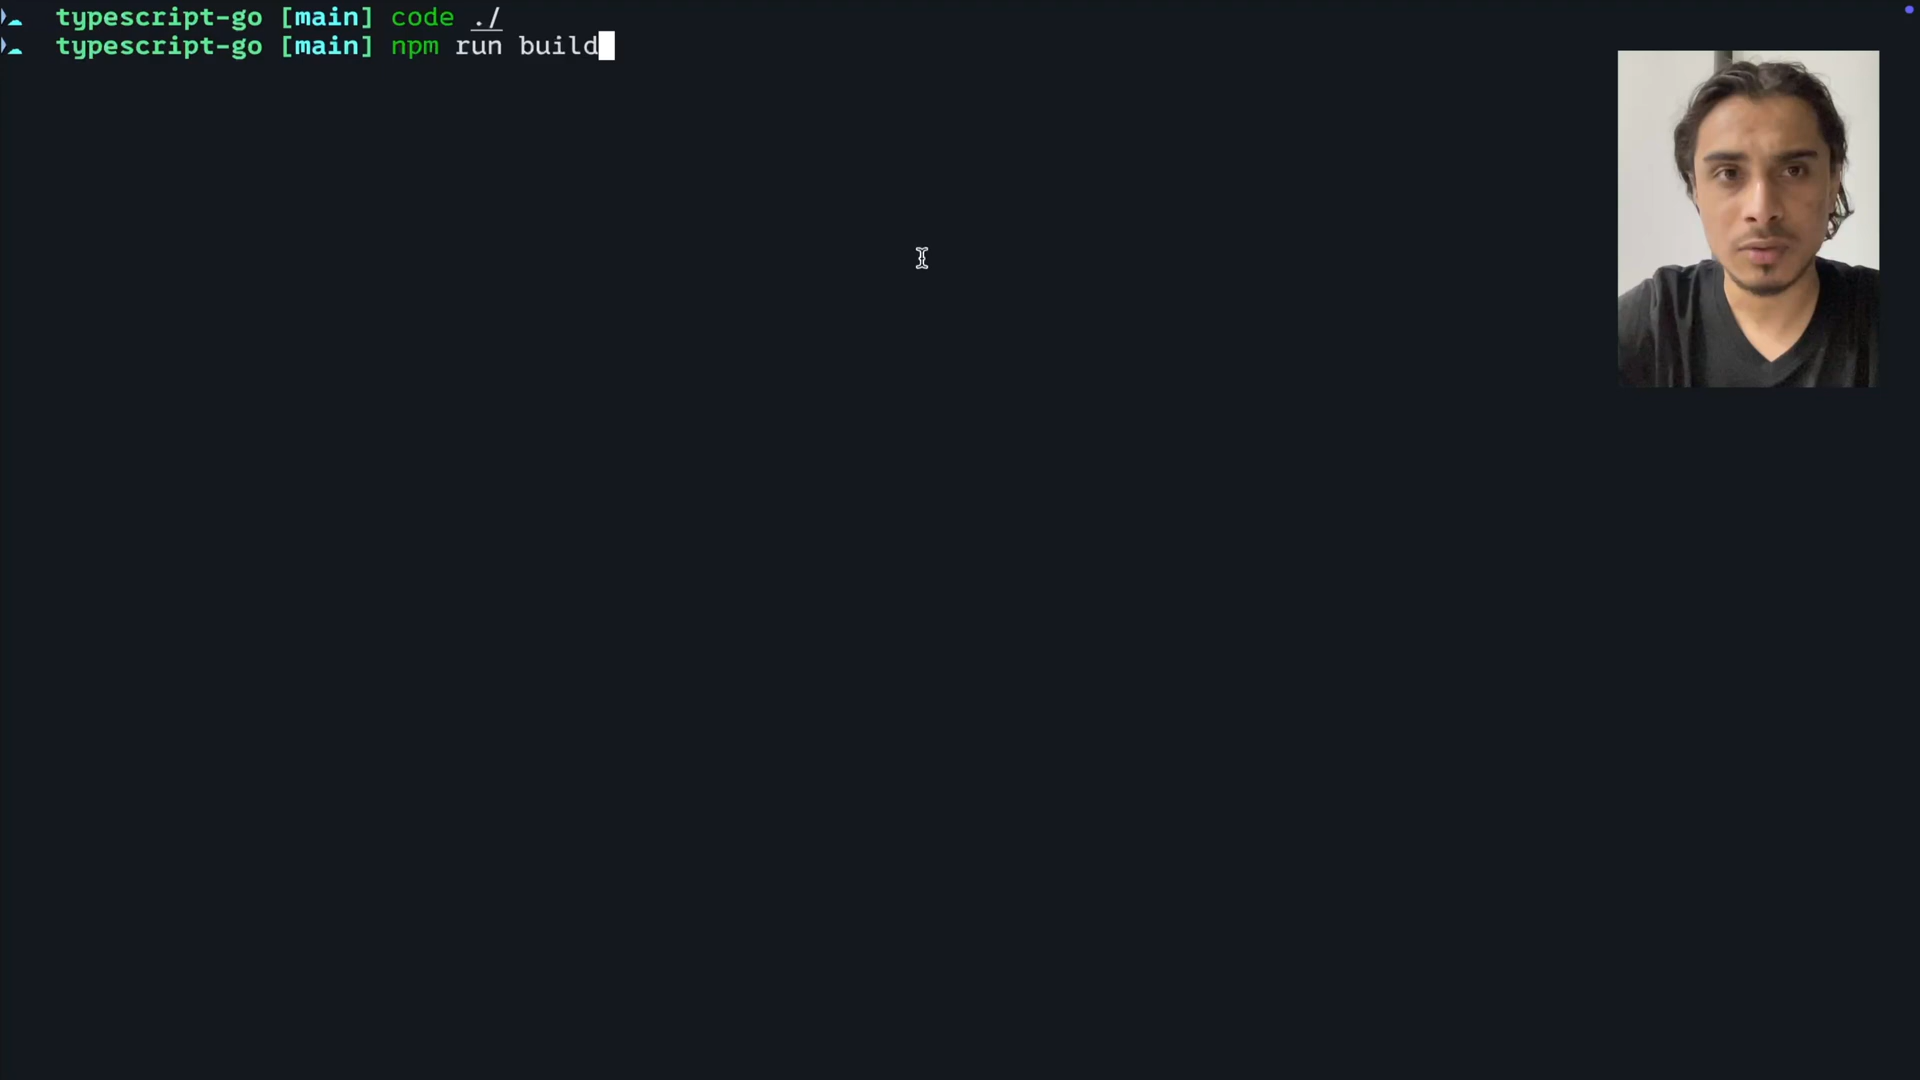 typescript-go [main] code ./
typescript-go [main] npm run build